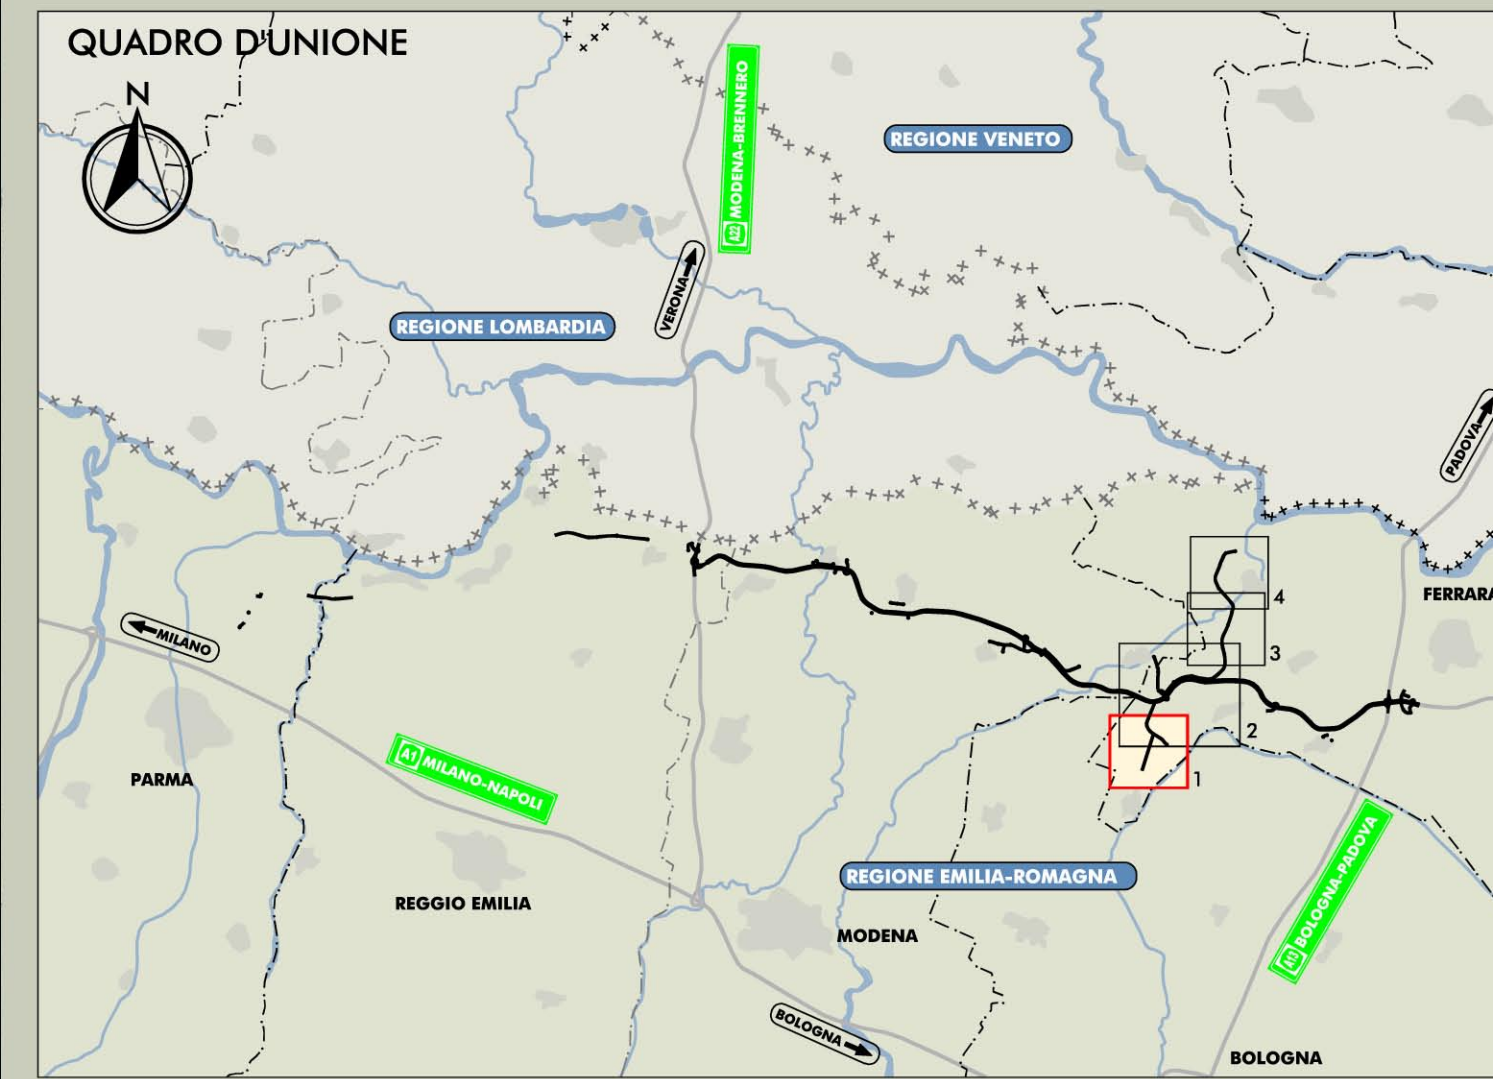 QUADRO D'UNIONE
N
A22 MODENA-BRENNERO
REGIONE VENETO
VERONA
REGIONE LOMBARDIA
PADOVA
4
FERRARA
MILANO
3
2
1
A1 MILANO-NAPOLI
PARMA
A13 BOLOGNA-PADOVA
REGIONE EMILIA-ROMAGNA
REGGIO EMILIA
MODENA
BOLOGNA
BOLOGNA